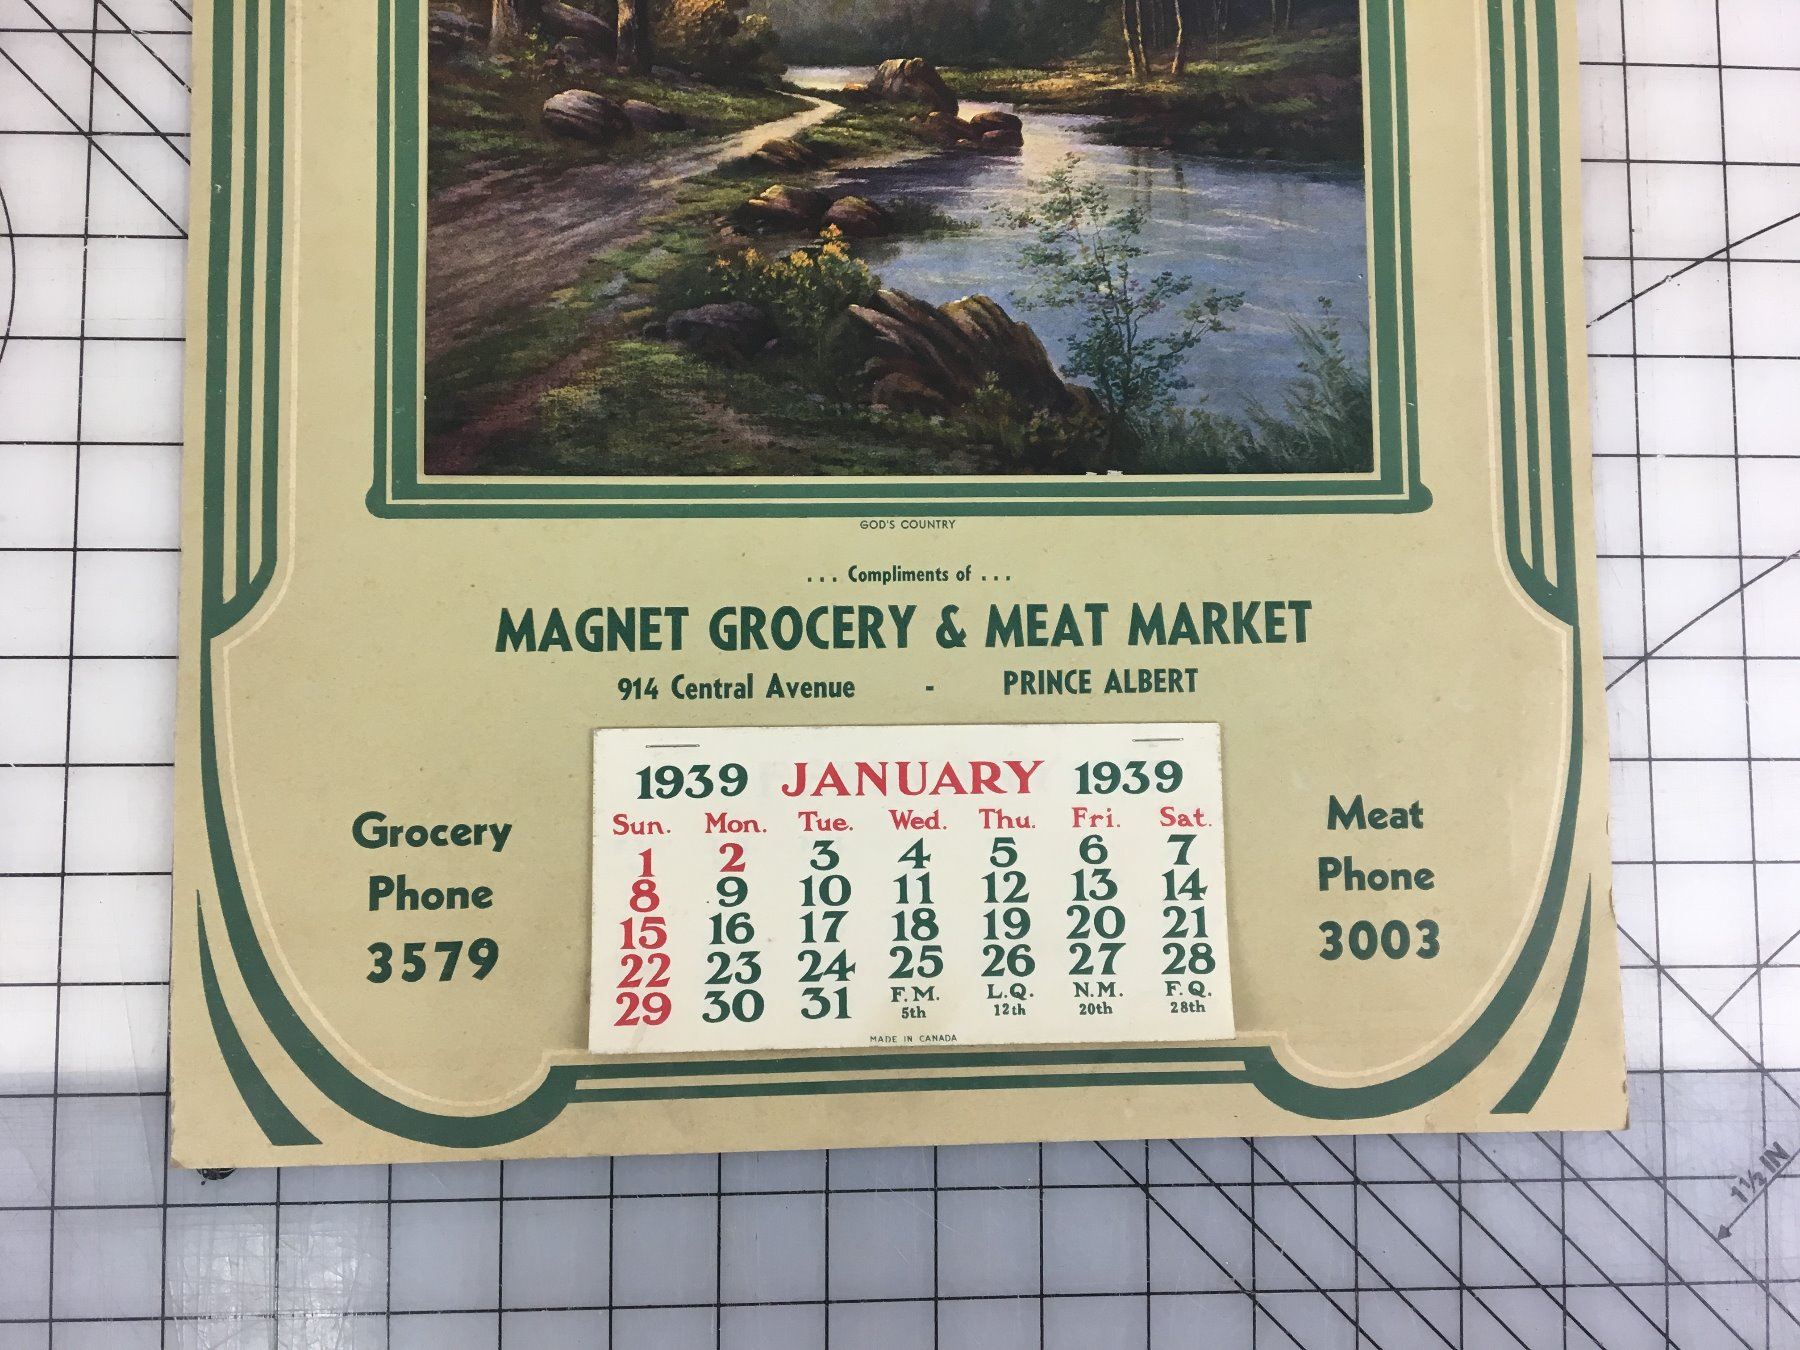 GOD'S COUNTRY
... Compliments of ...
MAGNET GROCERY & MEAT MARKET
914 Central Avenue - PRINCE ALBERT
Grocery
Phone
3579
1939 JANUARY 1939
Sun. Mon. Tue. Wed. Thu. Fri. Sat.
1 2 3 4 5 6 7
8 9 10 11 12 13 14
15 16 17 18 19 20 21
22 23 24 25 26 27 28
29 30 31 F.M. L.Q. N.M. F.Q.
5th 12th 20th 28th
MADE IN CANADA
Meat
Phone
3003
1½ IN